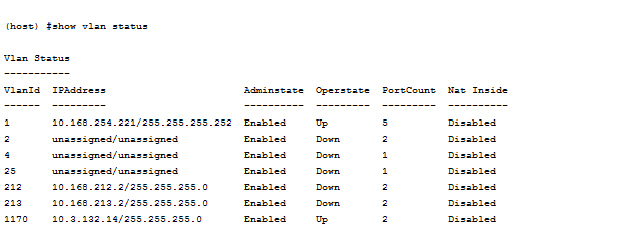 (host) #show vlan status
Vlan Status
-----------
VlanId  IPAddress                       Adminstate  Operstate  PortCount  Nat Inside
------  ---------                       ----------  ---------  ---------  ----------
1       10.168.254.221/255.255.255.252  Enabled     Up         5          Disabled
2       unassigned/unassigned           Enabled     Down       2          Disabled
4       unassigned/unassigned           Enabled     Down       1          Disabled
25      unassigned/unassigned           Enabled     Down       1          Disabled
212     10.168.212.2/255.255.255.0      Enabled     Down       2          Disabled
213     10.168.213.2/255.255.255.0      Enabled     Down       2          Disabled
1170    10.3.132.14/255.255.255.0       Enabled     Up         2          Disabled